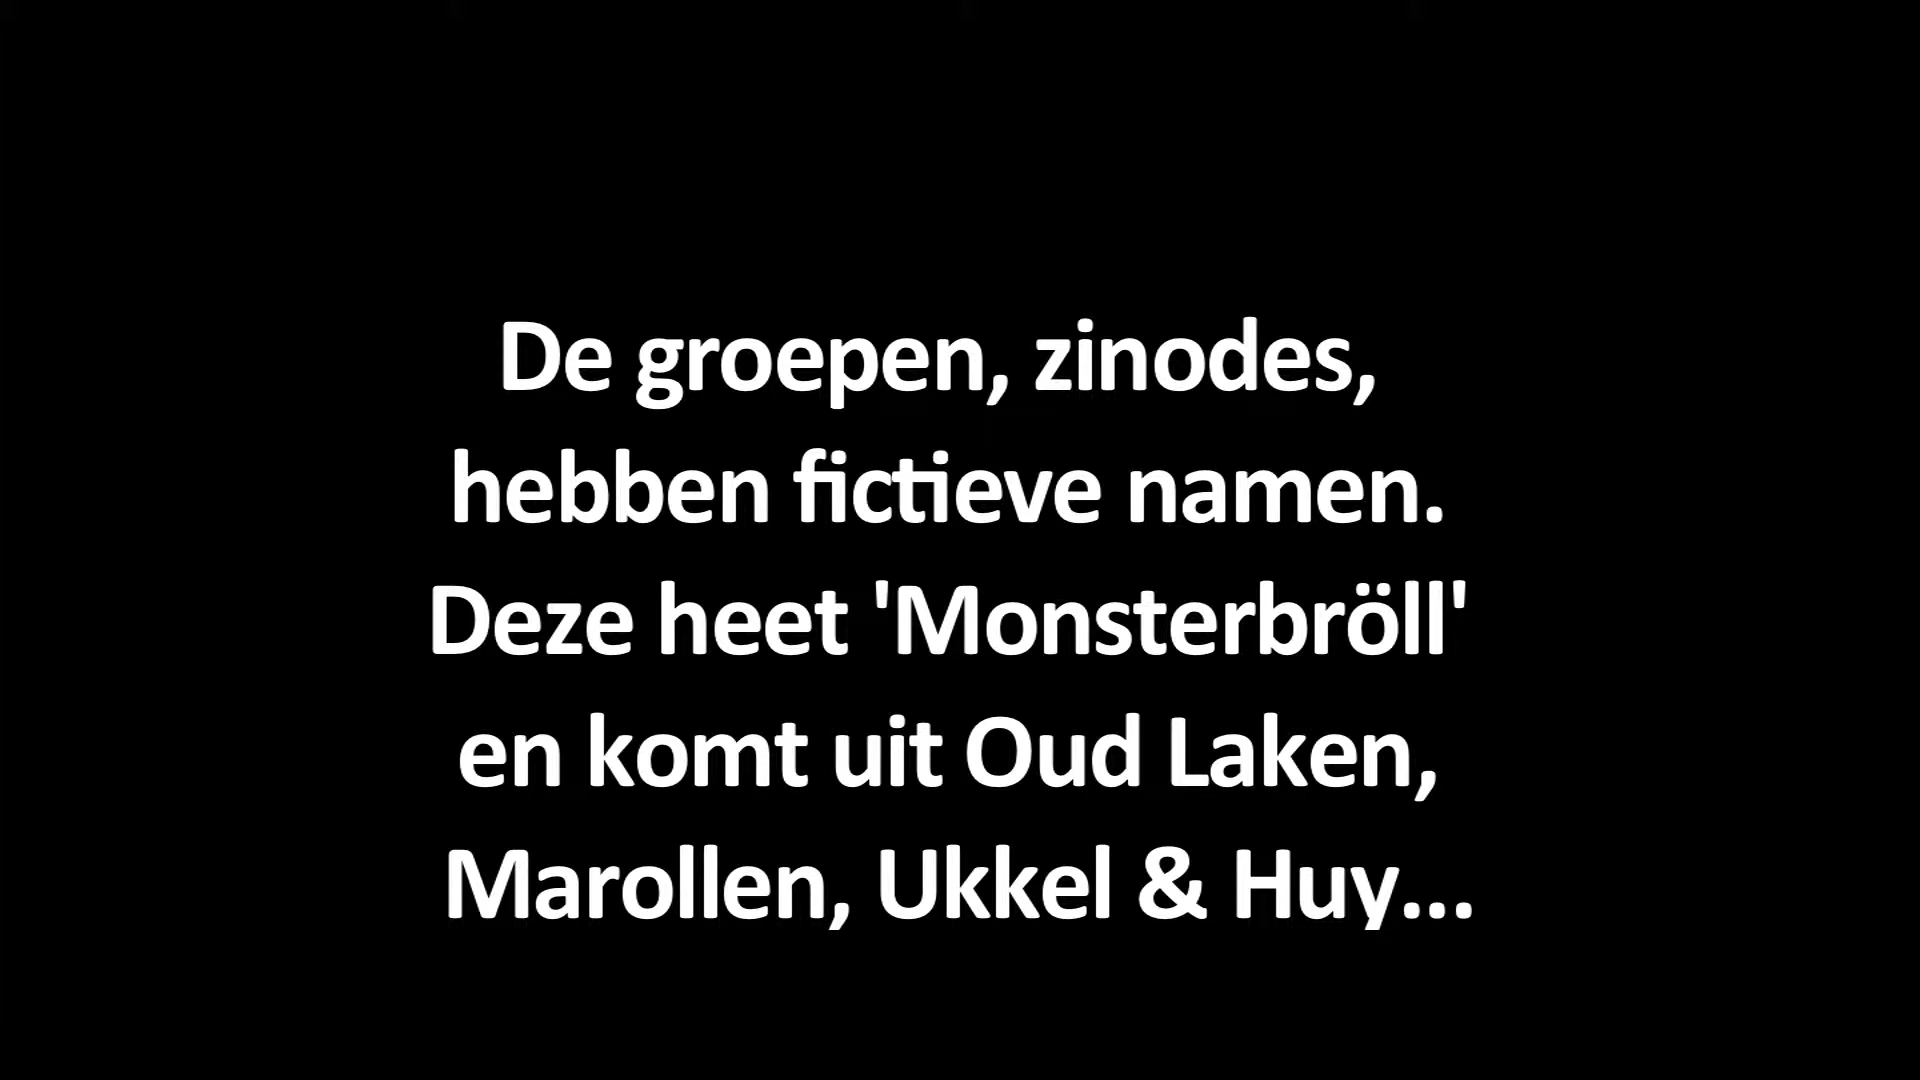 De groepen, zinodes,
hebben fictieve namen.
Deze heet 'Monsterbröll'
en komt uit Oud Laken,
Marollen, Ukkel & Huy...